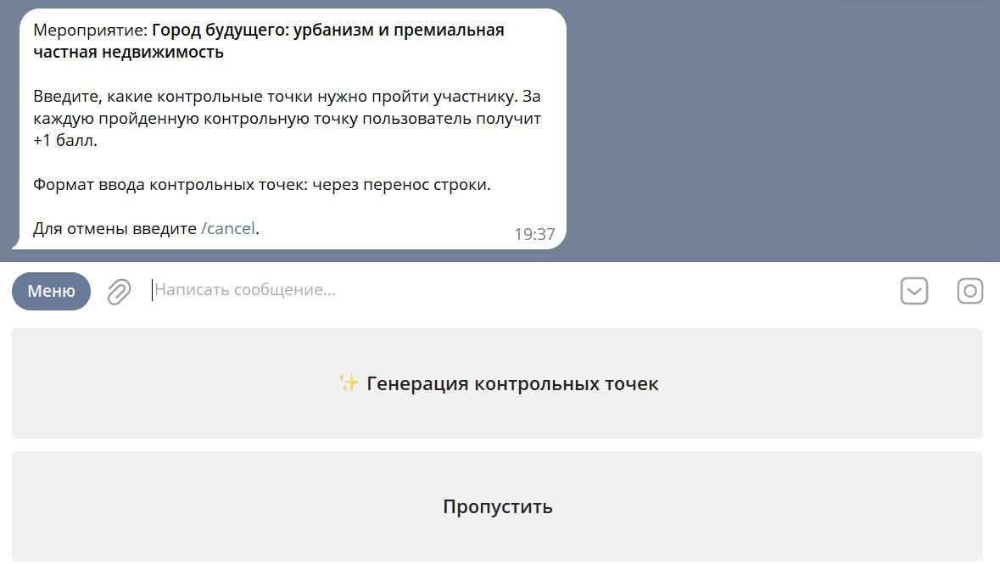 Мероприятие: Город будущего: урбанизм и премиальная
частная недвижимость
Введите, какие контрольные точки нужно пройти участнику. За
каждую пройденную контрольную точку пользователь получит
+1 балл.
Формат ввода контрольных точек: через перенос строки.
Для отмены введите /cancel.
19:37
Меню
Написать сообщение...
✨ Генерация контрольных точек
Пропустить